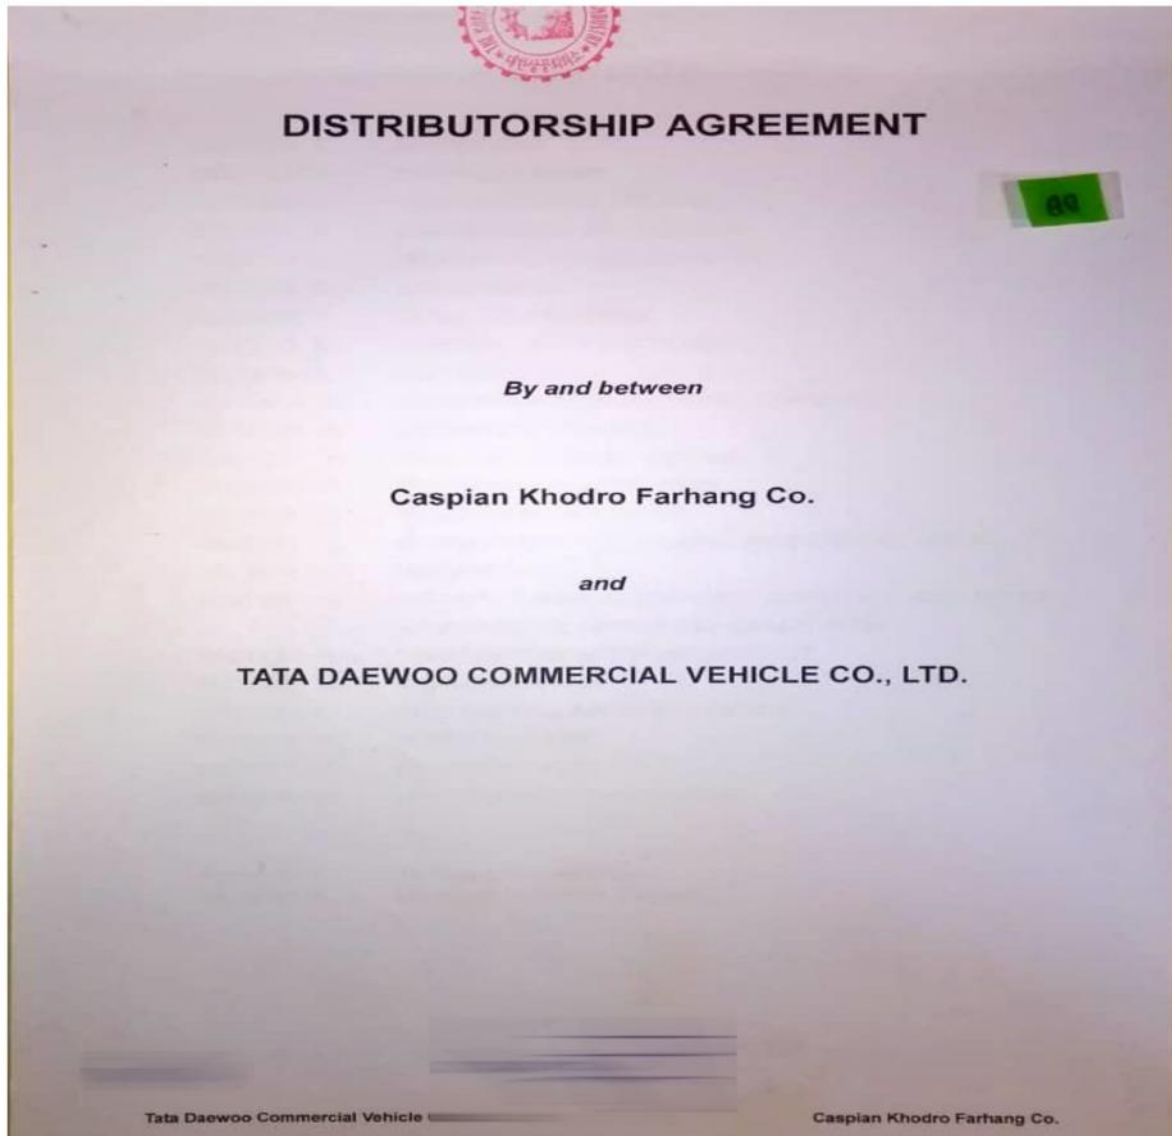 DISTRIBUTORSHIP AGREEMENT
By and between
Caspian Khodro Farhang Co.
and
TATA DAEWOO COMMERCIAL VEHICLE CO., LTD.
Tata Daewoo Commercial Vehicle
Caspian Khodro Farhang Co.